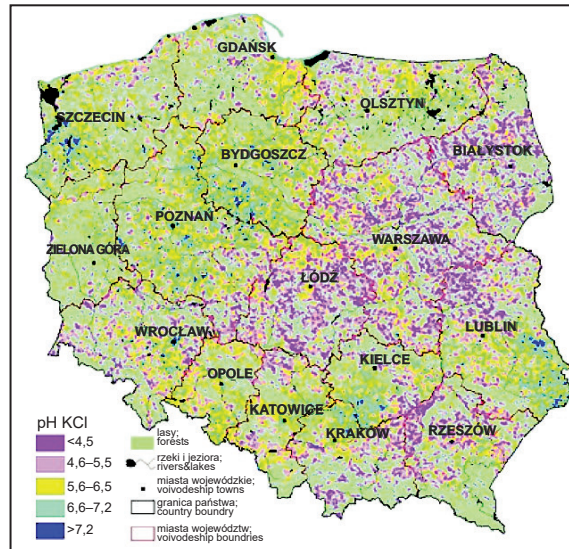 GDAŃSK
OLSZTYN
SZCZECIN
BIAŁYSTOK
BYDGOSZCZ
POZNAŃ
WARSZAWA
ZIELONA GÓRA
ŁÓDŹ
LUBLIN
WROCŁAW
KIELCE
OPOLE
KATOWICE
KRAKÓW
RZESZÓW
pH KCl
<4,5
4,6–5,5
5,6–6,5
6,6–7,2
>7,2
lasy;
forests
rzeki i jeziora;
rivers&lakes
miasta wojewódzkie;
voivodeship towns
granica państwa;
country boundry
miasta województw;
voivodeship boundries